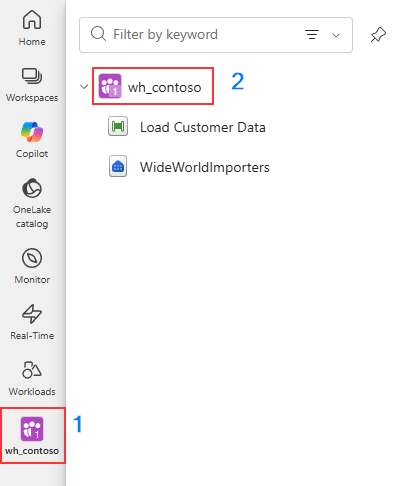 Home
Workspaces
Copilot
OneLake
catalog
Monitor
Real-Time
Workloads
wh_contoso
1
Filter by keyword
wh_contoso
2
Load Customer Data
WideWorldImporters